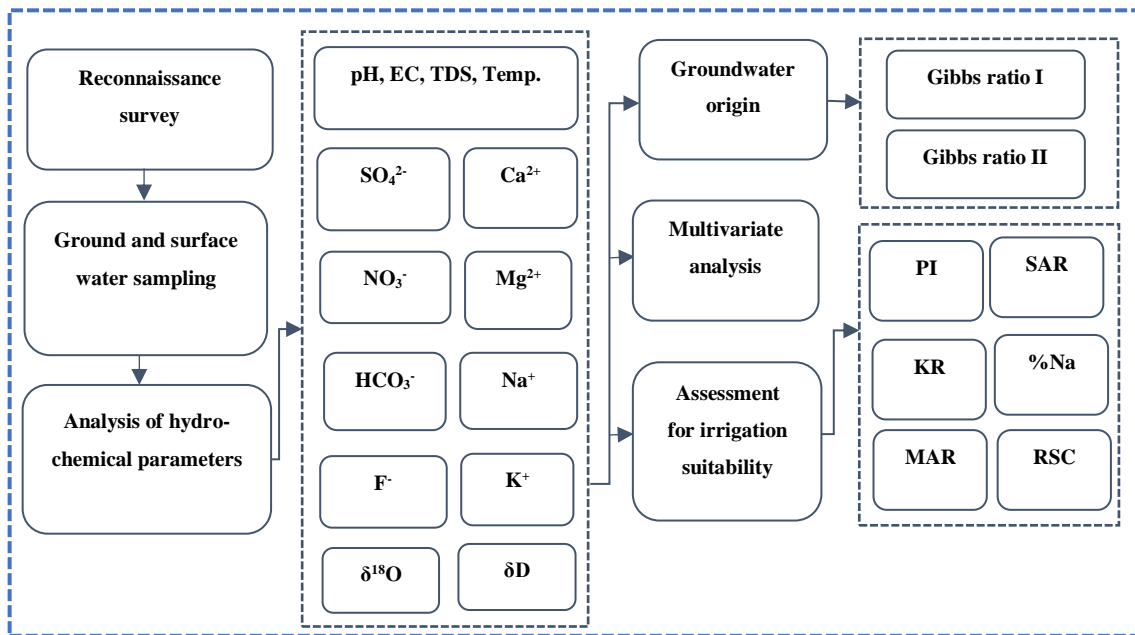 Reconnaissance
survey
Ground and surface
water sampling
Analysis of hydro-
chemical parameters
pH, EC, TDS, Temp.
SO₄²⁻
Ca²⁺
NO₃⁻
Mg²⁺
HCO₃⁻
Na⁺
F⁻
K⁺
δ¹⁸O
δD
Groundwater
origin
Multivariate
analysis
Assessment
for irrigation
suitability
Gibbs ratio I
Gibbs ratio II
PI
SAR
KR
%Na
MAR
RSC